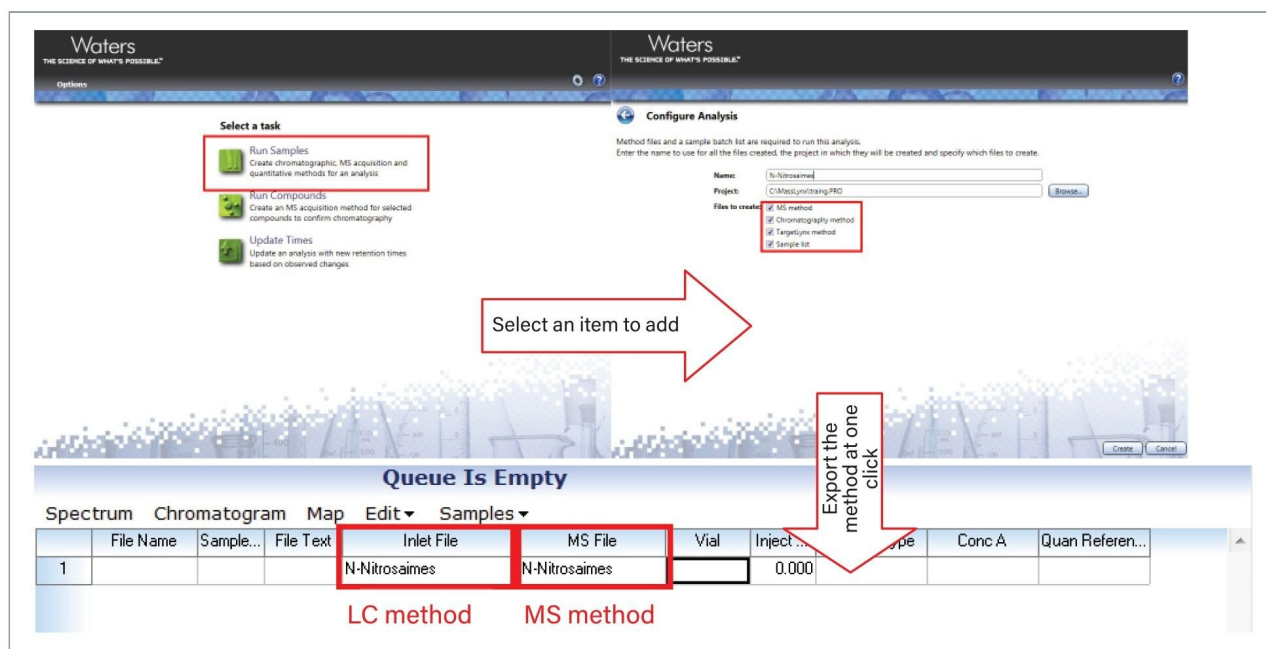 Waters
THE SCIENCE OF WHAT'S POSSIBLE.™
Options
Select a task
Run Samples
Create chromatographic, MS acquisition and
quantitative methods for an analysis
Run Compounds
Create an MS acquisition method for selected
compounds to confirm chromatography
Update Times
Update an analysis with new retention times
based on observed changes
Waters
THE SCIENCE OF WHAT'S POSSIBLE.™
Configure Analysis
Method files and a sample batch list are required to run this analysis.
Enter the name to use for all the files created, the project in which they will be created and specify which files to create.
Name: N-Nitrosaimes
Project: C:\MassLynx\traing.PRO Browse...
Files to create: MS method
Chromatography method
TargetLynx method
Sample list
Select an item to add
Export the
method at one
click
Create Cancel
Queue Is Empty
Spectrum Chromatogram Map Edit Samples
File Name Sample... File Text Inlet File MS File Vial Inject ... Conc A Quan Referen...
1 N-Nitrosaimes N-Nitrosaimes 0.000
LC method MS method